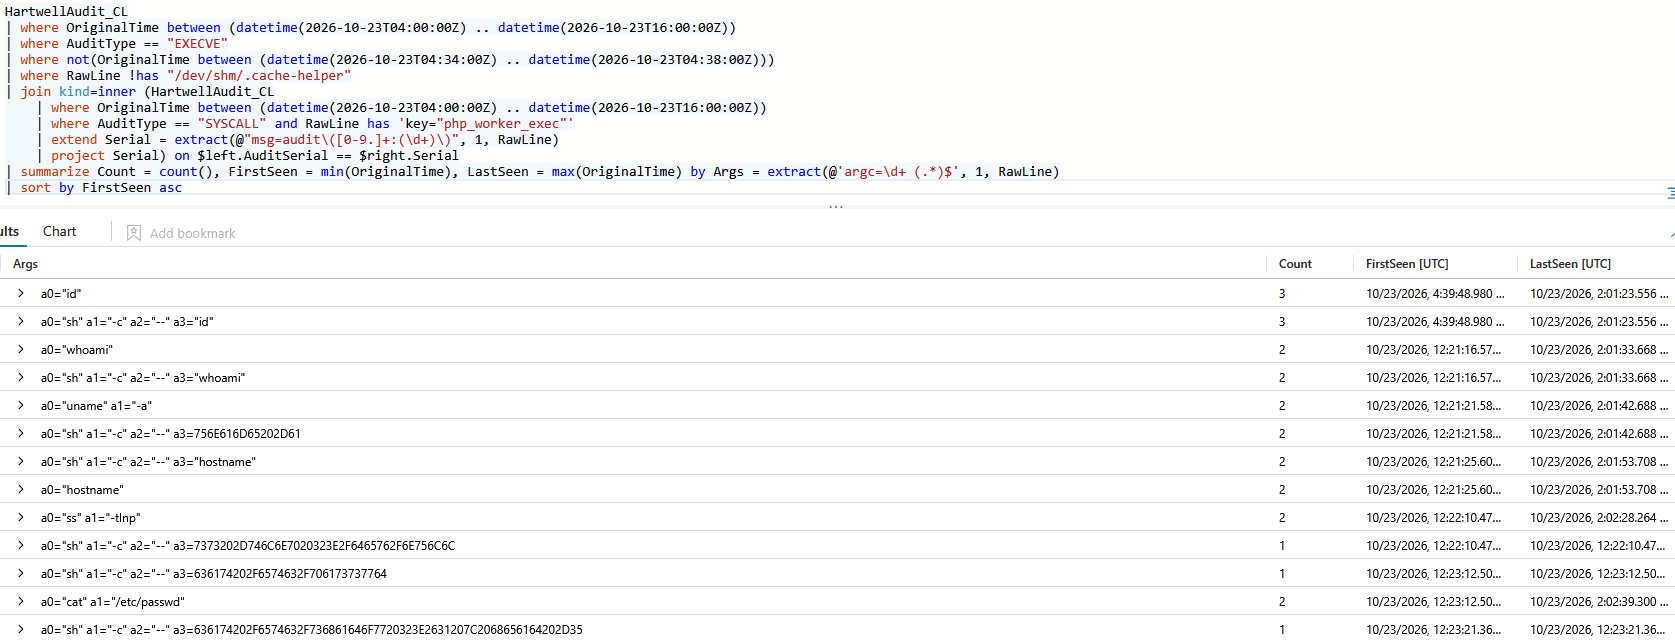 HartwellAudit_CL
| where OriginalTime between (datetime(2026-10-23T04:00:00Z) .. datetime(2026-10-23T16:00:00Z))
| where AuditType == "EXECVE"
| where not(OriginalTime between (datetime(2026-10-23T04:34:00Z) .. datetime(2026-10-23T04:38:00Z)))
| where RawLine !has "/dev/shm/.cache-helper"
| join kind=inner (HartwellAudit_CL
| where OriginalTime between (datetime(2026-10-23T04:00:00Z) .. datetime(2026-10-23T16:00:00Z))
| where AuditType == "SYSCALL" and RawLine has 'key="php_worker_exec"'
| extend Serial = extract(@"msg=audit\([0-9.]+:(\d+)\)", 1, RawLine)
| project Serial) on $left.AuditSerial == $right.Serial
| summarize Count = count(), FirstSeen = min(OriginalTime), LastSeen = max(OriginalTime) by Args = extract(@'argc=\d+ (.*)$', 1, RawLine)
| sort by FirstSeen asc
...
ults Chart Add bookmark
Args Count FirstSeen [UTC] LastSeen [UTC]
a0="id" 3 10/23/2026, 4:39:48.980 ... 10/23/2026, 2:01:23.556 ...
a0="sh" a1="-c" a2="--" a3="id" 3 10/23/2026, 4:39:48.980 ... 10/23/2026, 2:01:23.556 ...
a0="whoami" 2 10/23/2026, 12:21:16.57... 10/23/2026, 2:01:33.668 ...
a0="sh" a1="-c" a2="--" a3="whoami" 2 10/23/2026, 12:21:16.57... 10/23/2026, 2:01:33.668 ...
a0="uname" a1="-a" 2 10/23/2026, 12:21:21.58... 10/23/2026, 2:01:42.688 ...
a0="sh" a1="-c" a2="--" a3=756E616D65202D61 2 10/23/2026, 12:21:21.58... 10/23/2026, 2:01:42.688 ...
a0="sh" a1="-c" a2="--" a3="hostname" 2 10/23/2026, 12:21:25.60... 10/23/2026, 2:01:53.708 ...
a0="hostname" 2 10/23/2026, 12:21:25.60... 10/23/2026, 2:01:53.708 ...
a0="ss" a1="-tlnp" 2 10/23/2026, 12:22:10.47... 10/23/2026, 2:02:28.264 ...
a0="sh" a1="-c" a2="--" a3=7373202D746C6E7020323E2F6465762F6E756C6C 1 10/23/2026, 12:22:10.47... 10/23/2026, 12:22:10.47...
a0="sh" a1="-c" a2="--" a3=636174202F6574632F706173737764 1 10/23/2026, 12:23:12.50... 10/23/2026, 12:23:12.50...
a0="cat" a1="/etc/passwd" 2 10/23/2026, 12:23:12.50... 10/23/2026, 2:02:39.300 ...
a0="sh" a1="-c" a2="--" a3=636174202F6574632F736861646F7720323E2631207C2068656164202D35 1 10/23/2026, 12:23:21.36... 10/23/2026, 12:23:21.36...